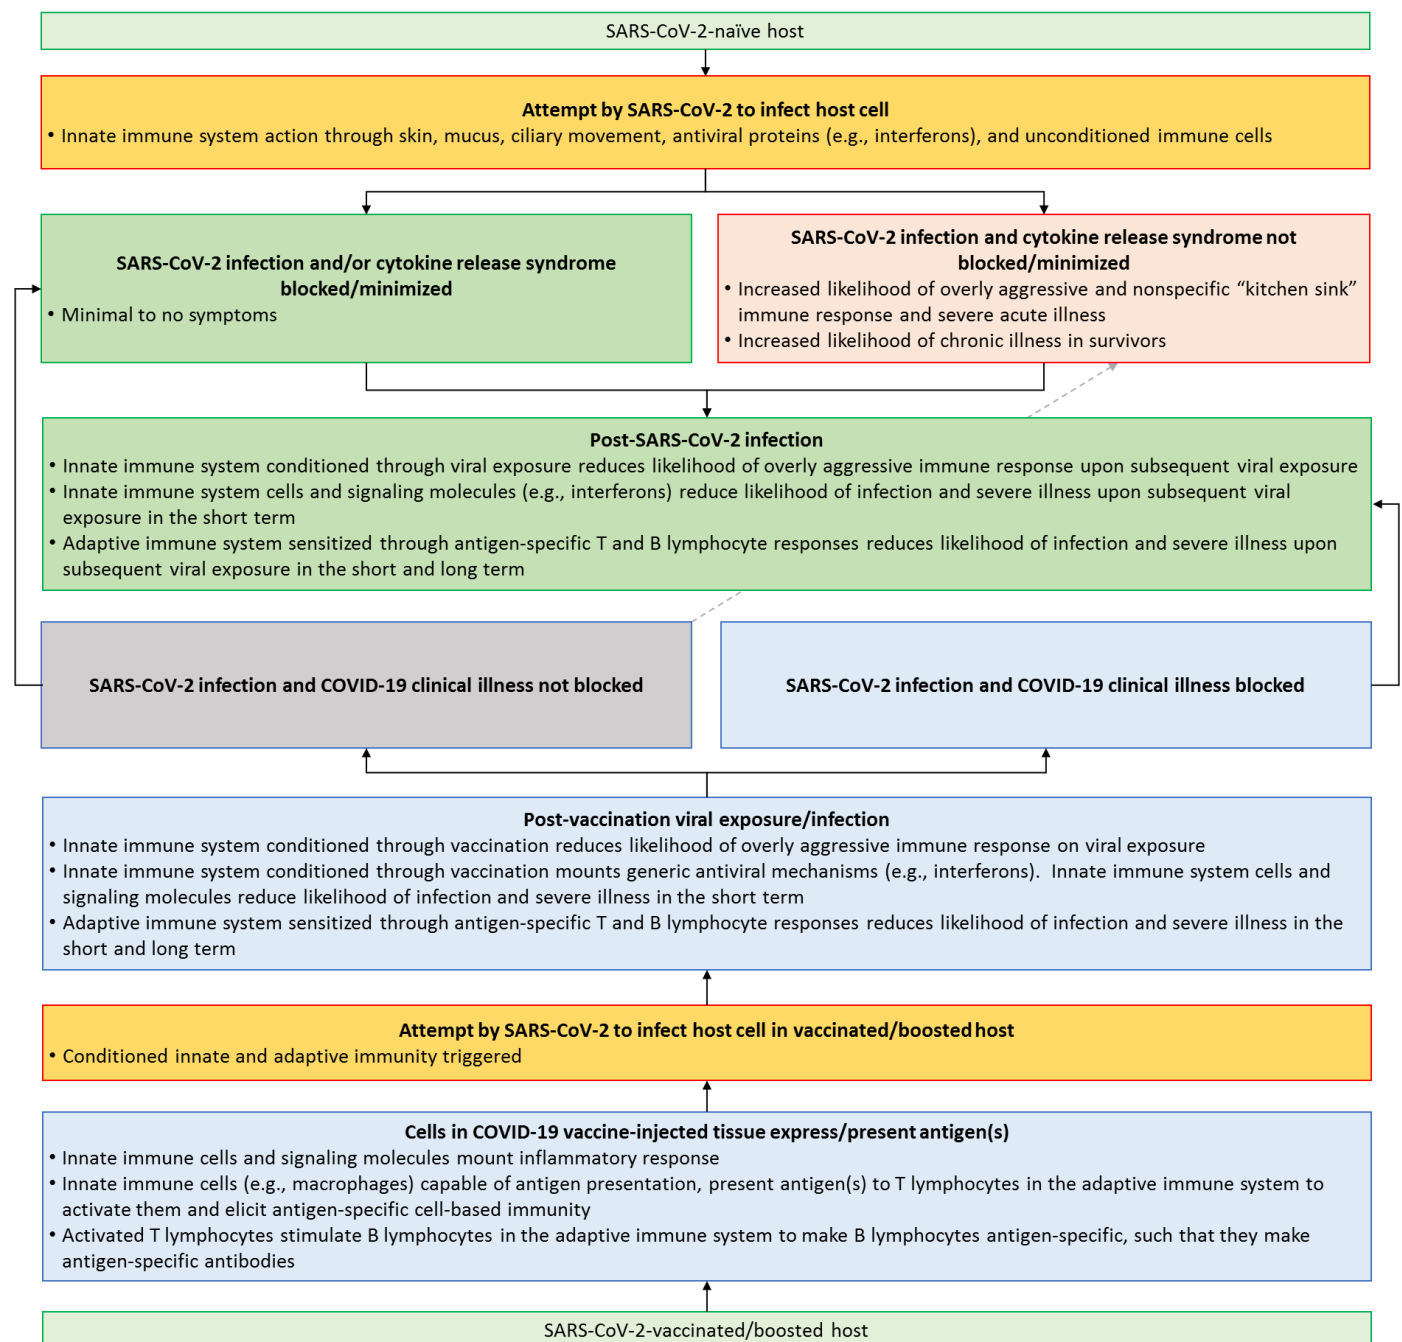 SARS-CoV-2-naïve host
Attempt by SARS-CoV-2 to infect host cell
• Innate immune system action through skin, mucus, ciliary movement, antiviral proteins (e.g., interferons), and unconditioned immune cells
SARS-CoV-2 infection and/or cytokine release syndrome
blocked/minimized
• Minimal to no symptoms
SARS-CoV-2 infection and cytokine release syndrome not
blocked/minimized
• Increased likelihood of overly aggressive and nonspecific “kitchen sink”
immune response and severe acute illness
• Increased likelihood of chronic illness in survivors
Post-SARS-CoV-2 infection
• Innate immune system conditioned through viral exposure reduces likelihood of overly aggressive immune response upon subsequent viral exposure
• Innate immune system cells and signaling molecules (e.g., interferons) reduce likelihood of infection and severe illness upon subsequent viral
exposure in the short term
• Adaptive immune system sensitized through antigen-specific T and B lymphocyte responses reduces likelihood of infection and severe illness upon
subsequent viral exposure in the short and long term
SARS-CoV-2 infection and COVID-19 clinical illness not blocked
SARS-CoV-2 infection and COVID-19 clinical illness blocked
Post-vaccination viral exposure/infection
• Innate immune system conditioned through vaccination reduces likelihood of overly aggressive immune response on viral exposure
• Innate immune system conditioned through vaccination mounts generic antiviral mechanisms (e.g., interferons).  Innate immune system cells and
signaling molecules reduce likelihood of infection and severe illness in the short term
• Adaptive immune system sensitized through antigen-specific T and B lymphocyte responses reduces likelihood of infection and severe illness in the
short and long term
Attempt by SARS-CoV-2 to infect host cell in vaccinated/boosted host
• Conditioned innate and adaptive immunity triggered
Cells in COVID-19 vaccine-injected tissue express/present antigen(s)
• Innate immune cells and signaling molecules mount inflammatory response
• Innate immune cells (e.g., macrophages) capable of antigen presentation, present antigen(s) to T lymphocytes in the adaptive immune system to
activate them and elicit antigen-specific cell-based immunity
• Activated T lymphocytes stimulate B lymphocytes in the adaptive immune system to make B lymphocytes antigen-specific, such that they make
antigen-specific antibodies
SARS-CoV-2-vaccinated/boosted host